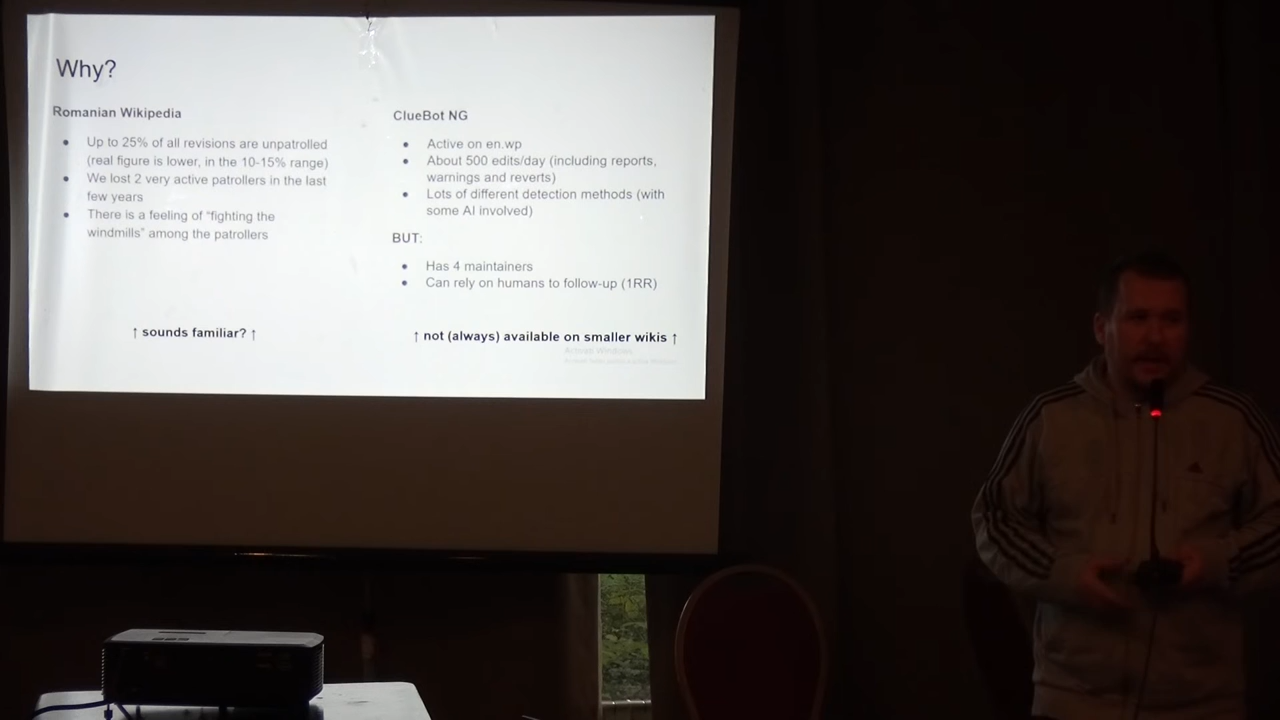 Why?
Romanian Wikipedia
● Up to 25% of all revisions are unpatrolled
(real figure is lower, in the 10-15% range)
● We lost 2 very active patrollers in the last
few years
● There is a feeling of “fighting the
windmills” among the patrollers
↑ sounds familiar? ↑
ClueBot NG
● Active on en.wp
● About 500 edits/day (including reports,
warnings and reverts)
● Lots of different detection methods (with
some AI involved)
BUT:
● Has 4 maintainers
● Can rely on humans to follow-up (1RR)
↑ not (always) available on smaller wikis ↑
Activate Windows